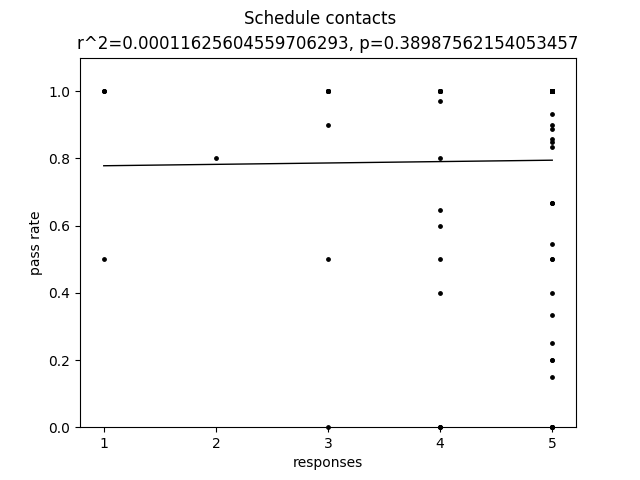 Schedule contacts
r^2=0.00011625604559706293, p=0.38987562154053457
1.0
0.8
0.6
0.4
0.2
0.0
pass rate
1 2 3 4 5
responses